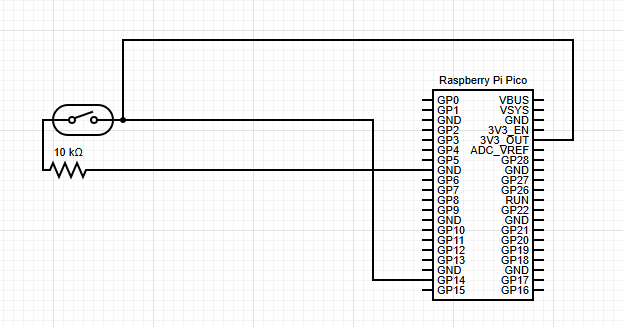 Raspberry Pi Pico
GP0 VBUS
GP1 VSYS
GND GND
GP2 3V3_EN
GP3 3V3_OUT
GP4 ADC_VREF
10 kΩ
GP5 GP28
GND GND
GP6 GP27
GP7 GP26
GP8 RUN
GP9 GP22
GND GND
GP10 GP21
GP11 GP20
GP12 GP19
GP13 GP18
GND GND
GP14 GP17
GP15 GP16